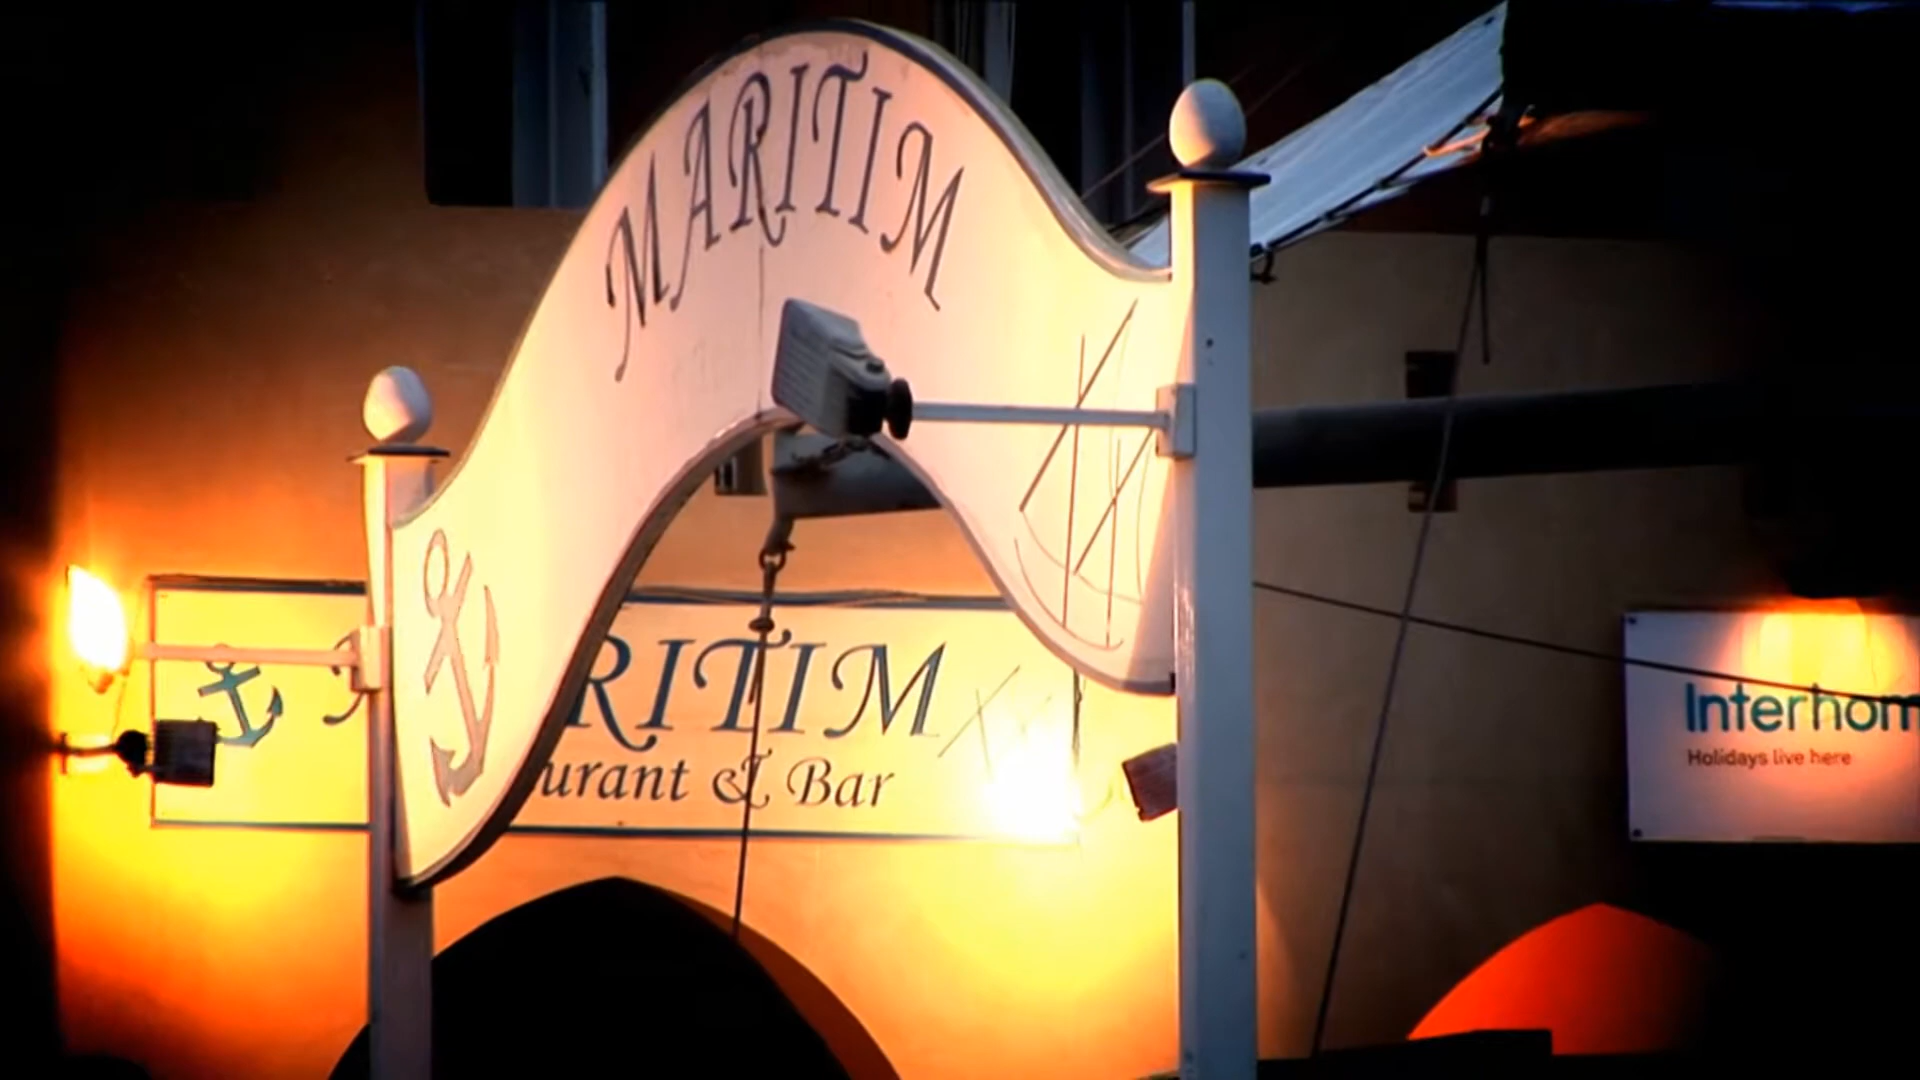 MARITIM
RITIM
urant & Bar
Interhom
Holidays live here